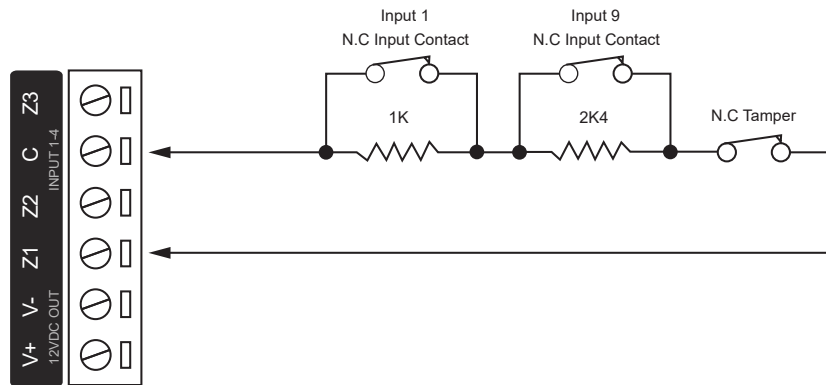 Input 1
N.C Input Contact
Input 9
N.C Input Contact
1K
2K4
N.C Tamper
Z3
C
Z2
Z1
V-
V+
INPUT 1-4
12VDC OUT